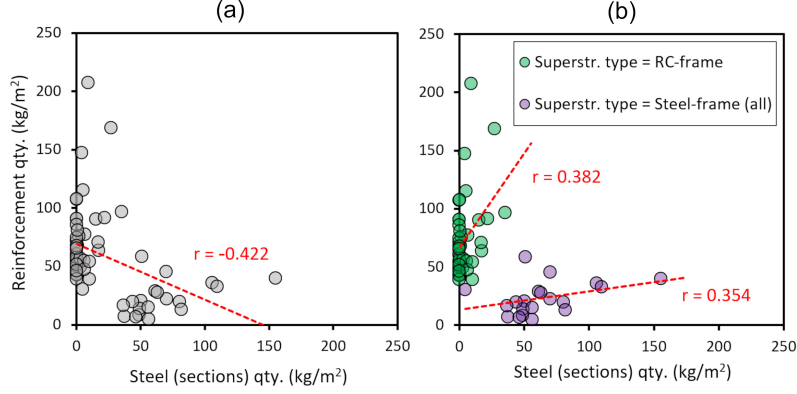 (a)
(b)
Reinforcement qty. (kg/m²)
250
200
150
100
50
0
r = -0.422
0
50
100
150
200
250
Steel (sections) qty. (kg/m²)
250
200
150
100
50
0
Superstr. type = RC-frame
Superstr. type = Steel-frame (all)
r = 0.382
r = 0.354
0
50
100
150
200
250
Steel (sections) qty. (kg/m²)